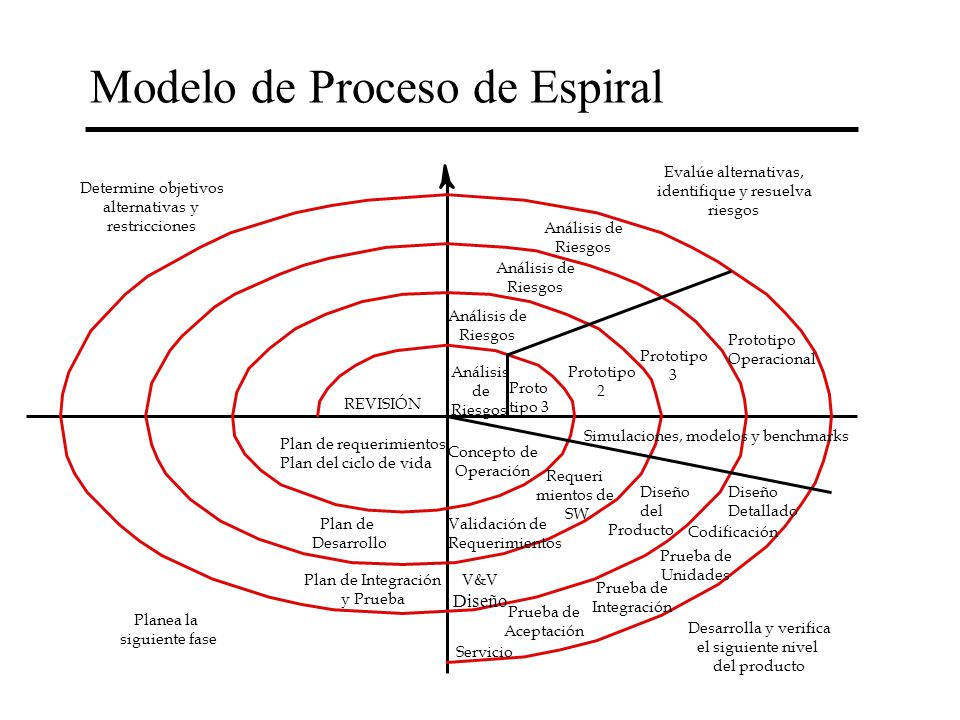 Modelo de Proceso de Espiral
Determine objetivos
alternativas y
restricciones
Evalúe alternativas,
identifique y resuelva
riesgos
Análisis de
Riesgos
Análisis de
Riesgos
Análisis de
Riesgos
Análisis
de
Riesgos
Proto
tipo 3
Prototipo
2
Prototipo
3
Prototipo
Operacional
REVISIÓN
Simulaciones, modelos y benchmarks
Plan de requerimientos
Plan del ciclo de vida
Concepto de
Operación
Requeri
mientos de
SW
Diseño
del
Producto
Diseño
Detallado
Codificación
Plan de
Desarrollo
Validación de
Requerimientos
Prueba de
Unidades
Plan de Integración
y Prueba
V&V
Diseño
Prueba de
Integración
Prueba de
Aceptación
Servicio
Planea la
siguiente fase
Desarrolla y verifica
el siguiente nivel
del producto